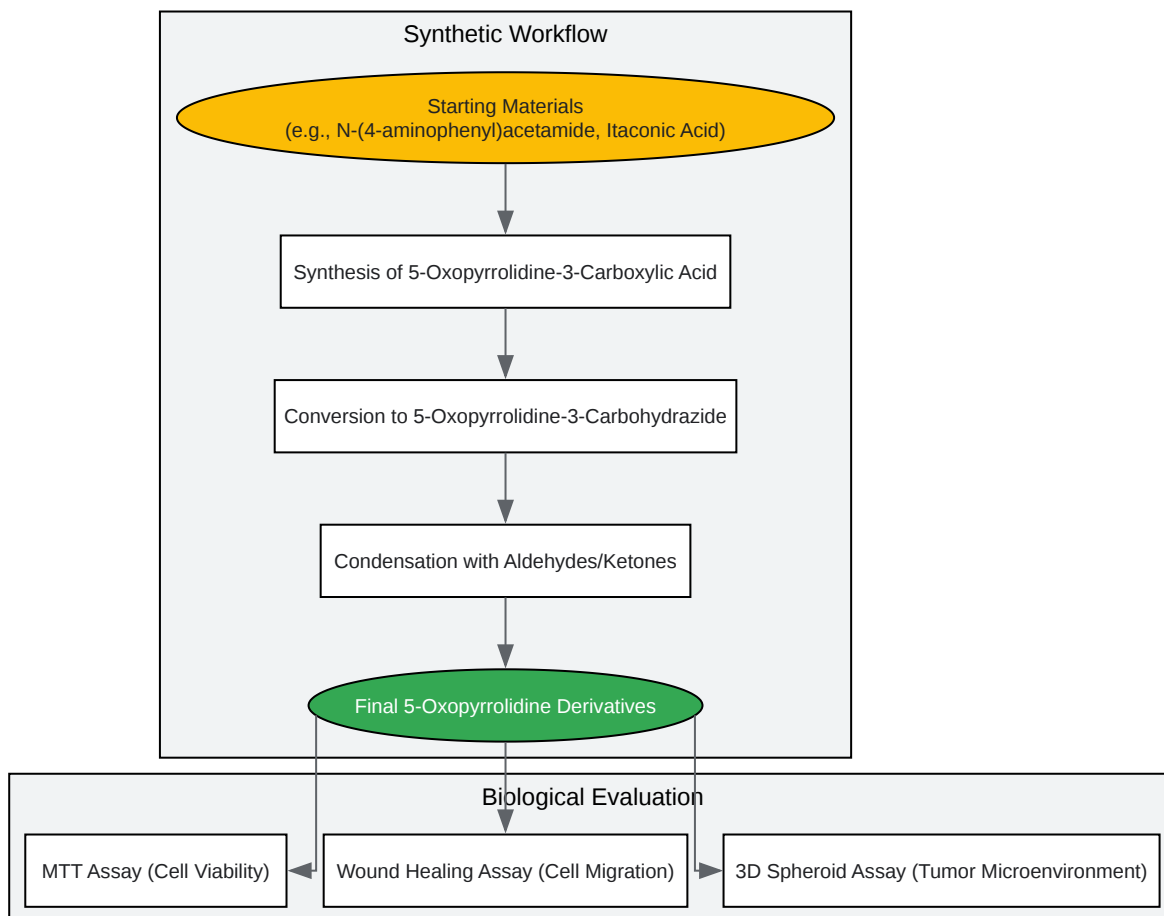 Synthetic Workflow
Starting Materials
(e.g., N-(4-aminophenyl)acetamide, Itaconic Acid)
Synthesis of 5-Oxopyrrolidine-3-Carboxylic Acid
Conversion to 5-Oxopyrrolidine-3-Carbohydrazide
Condensation with Aldehydes/Ketones
Final 5-Oxopyrrolidine Derivatives
Biological Evaluation
MTT Assay (Cell Viability)
Wound Healing Assay (Cell Migration)
3D Spheroid Assay (Tumor Microenvironment)